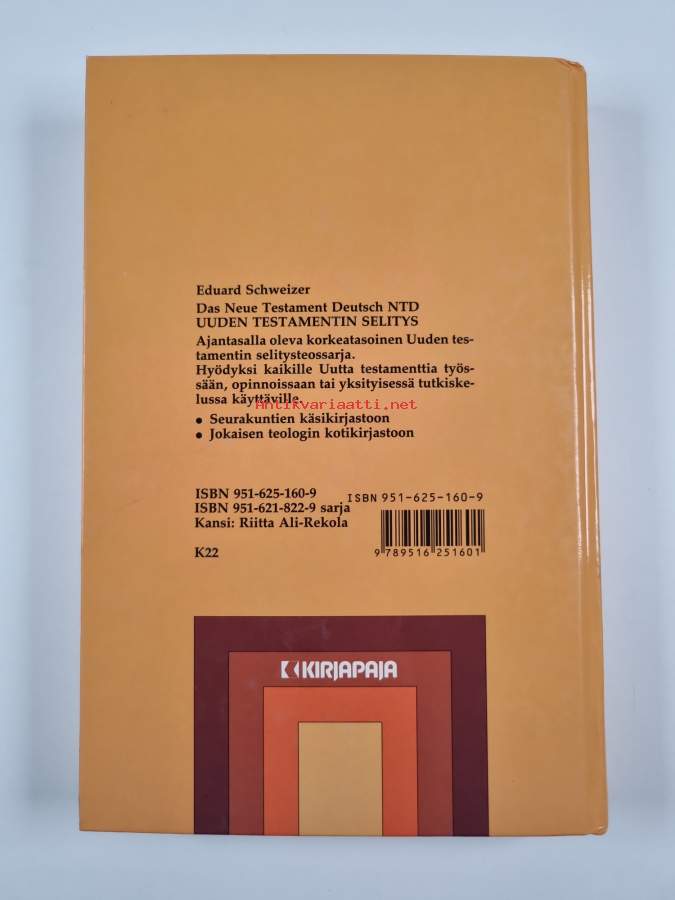 Eduard Schweizer
Das Neue Testament Deutsch NTD
UUDEN TESTAMENTIN SELITYS
Ajantasalla oleva korkeatasoinen Uuden tes-
tamentin selitysteossarja.
Hyödyksi kaikille Uutta testamenttia työs-
sään, opinnoissaan tai yksityisessä tutkiske-
lussa käyttäville.
Antikvariaatti.net
• Seurakuntien käsikirjastoon
• Jokaisen teologin kotikirjastoon
ISBN 951-625-160-9
ISBN 951-621-822-9 sarja
Kansi: Riitta Ali-Rekola
K22
ISBN 951-625-160-9
9 789516 251601
KIRJAPAJA